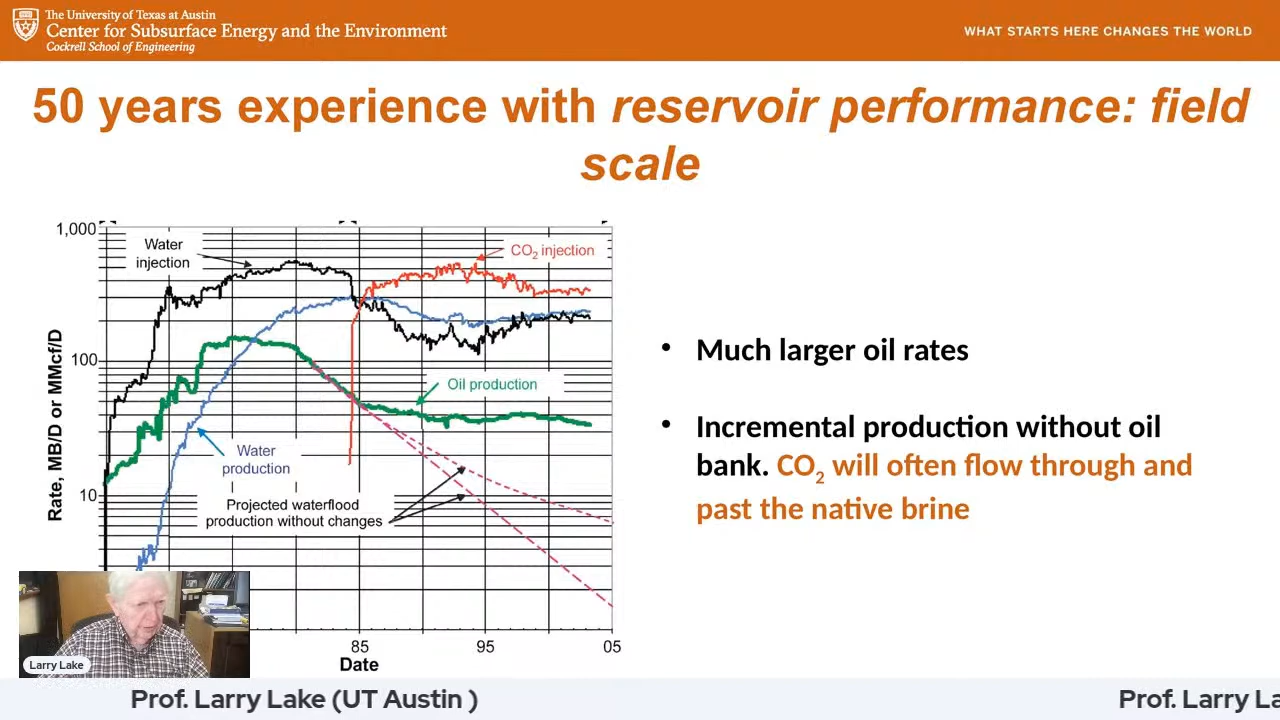 The University of Texas at Austin
Center for Subsurface Energy and the Environment
Cockrell School of Engineering
WHAT STARTS HERE CHANGES THE WORLD
50 years experience with reservoir performance: field
scale
1,000
100
10
Rate, MB/D or MMcf/D
Water
injection
CO2 injection
Oil production
Water
production
Projected waterflood
production without changes
85
95
05
Date
• Much larger oil rates
• Incremental production without oil
bank. CO2 will often flow through and
past the native brine
Larry Lake
Prof. Larry Lake (UT Austin )
Prof. Larry La